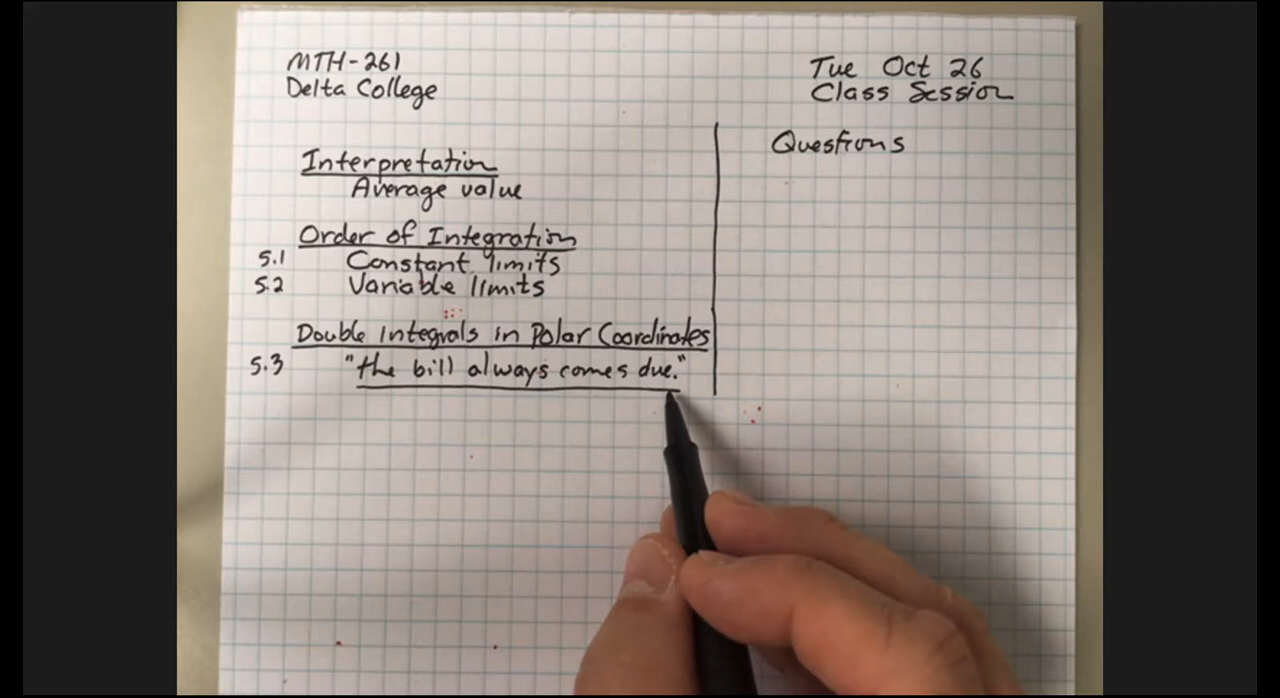 MTH-261
Delta College
Tue Oct 26
Class Session
Interpretation
Average value
Order of Integration
5.1 Constant limits
5.2 Variable limits
Double Integrals in Polar Coordinates
5.3 "the bill always comes due."
Questions